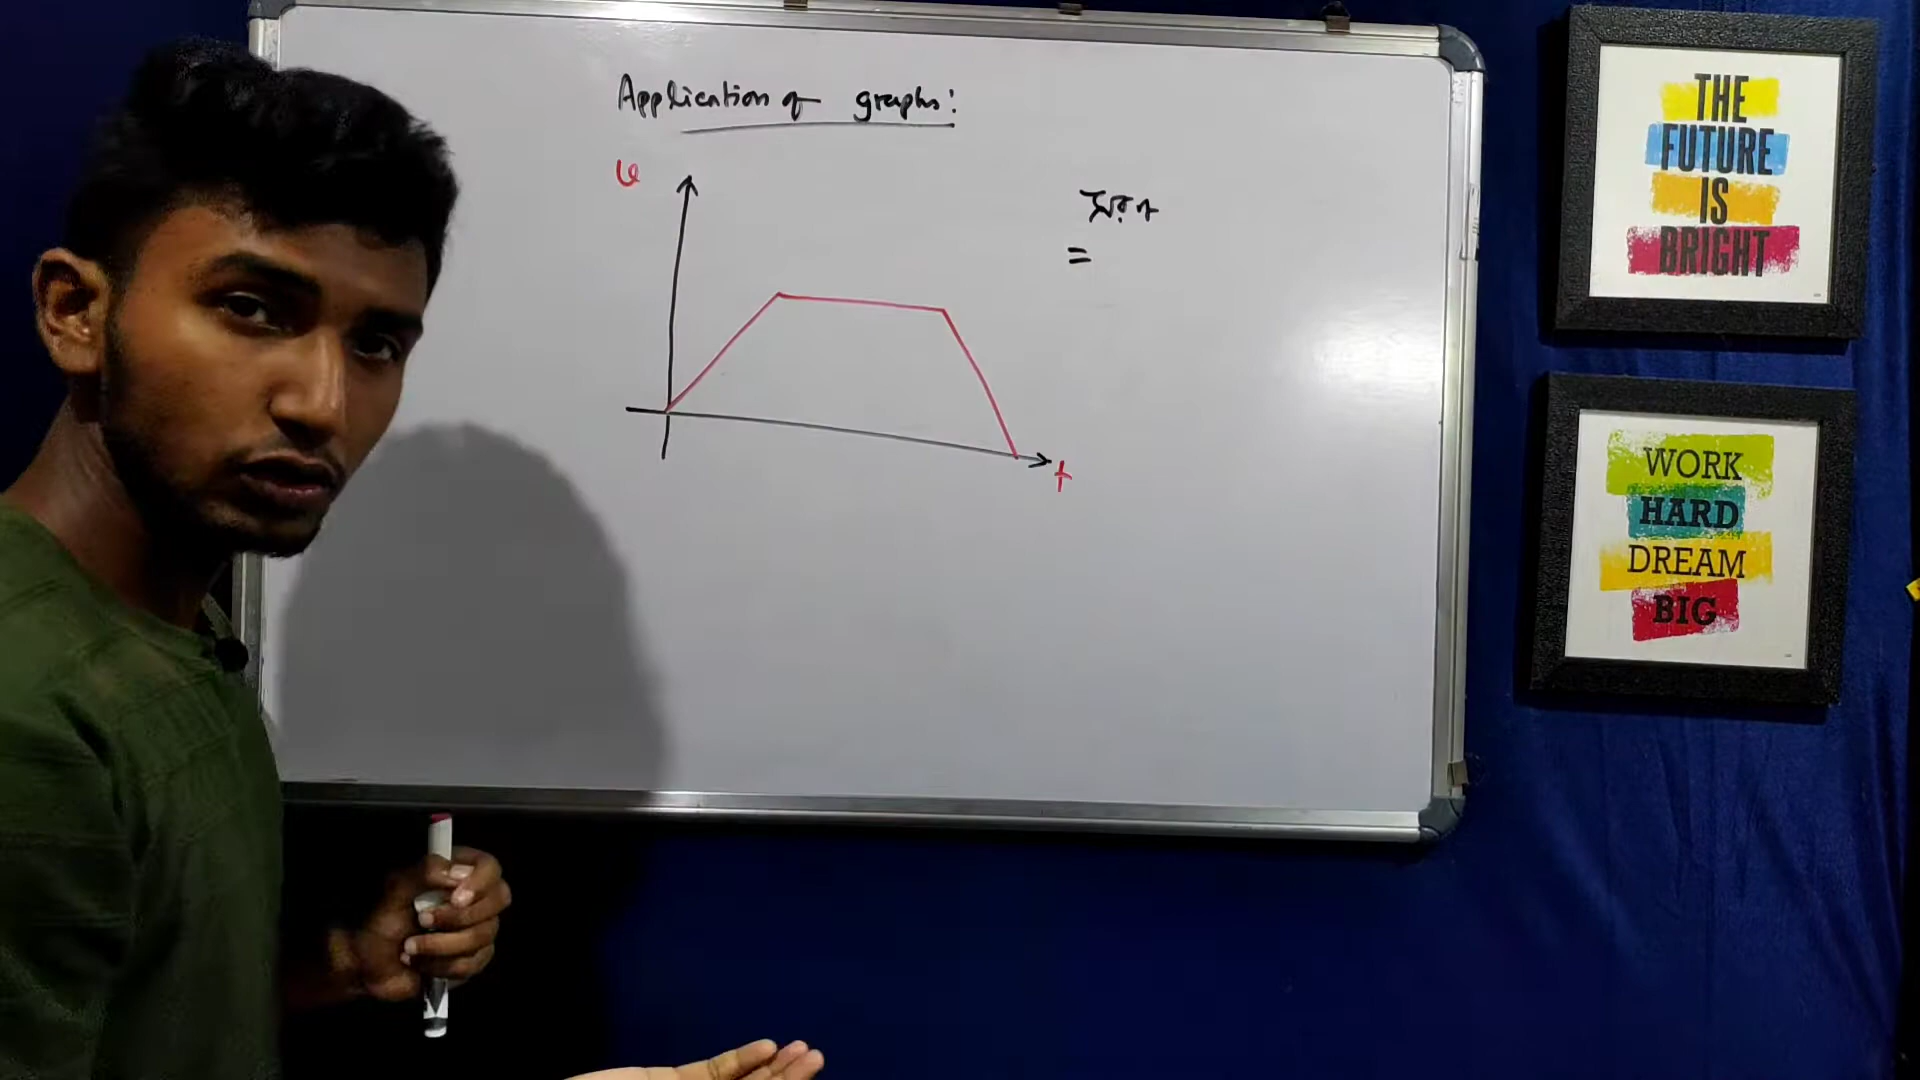 Application of graphs:
v
সরণ
=
t
THE
FUTURE
IS
BRIGHT
WORK
HARD
DREAM
BIG